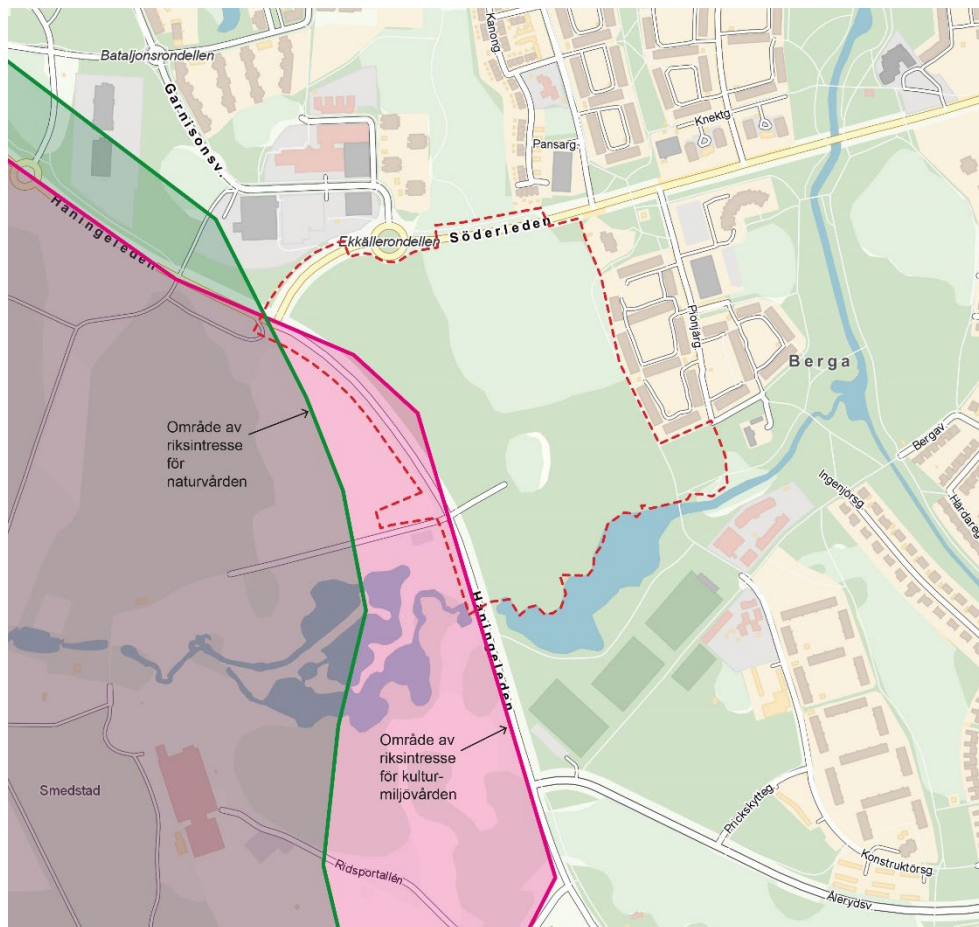 Kanong
Bataljonsrondellen
Garnisonsv.
Knektg
Pansarg
Haningeleden
Ekkällerondellen
Söderleden
Pionjärg
Berga
Område av
riksintresse
för
naturvården
Bergav
Ingenjörsg
Härdareg
Haningeleden
Område av
riksintresse
för kultur-
miljövården
Smedstad
Prickskytteg
Konstruktörsg
Ridsportallén
Ålerydsv